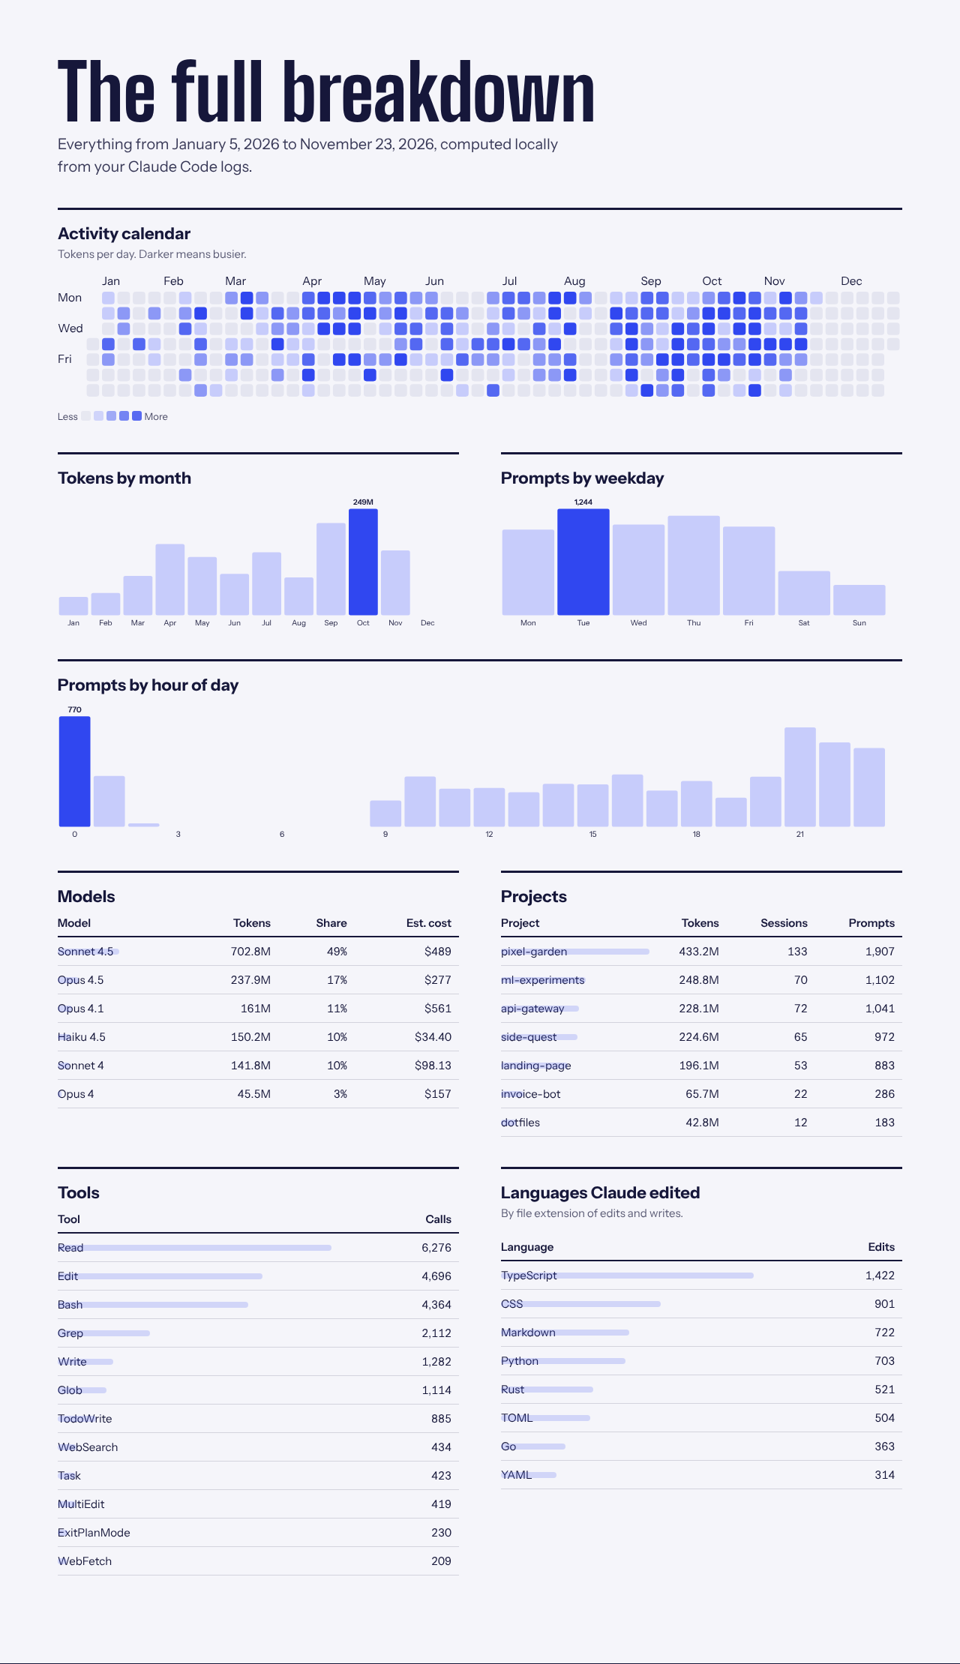 The full breakdown
Everything from January 5, 2026 to November 23, 2026, computed locally
from your Claude Code logs.
Activity calendar
Tokens per day. Darker means busier.
Jan Feb Mar Apr May Jun Jul Aug Sep Oct Nov Dec
Mon
Wed
Fri
Less More
Tokens by month
249M
Jan Feb Mar Apr May Jun Jul Aug Sep Oct Nov Dec
Prompts by weekday
1,244
Mon Tue Wed Thu Fri Sat Sun
Prompts by hour of day
770
0 3 6 9 12 15 18 21
Models
Model Tokens Share Est. cost
Sonnet 4.5 702.8M 49% $489
Opus 4.5 237.9M 17% $277
Opus 4.1 161M 11% $561
Haiku 4.5 150.2M 10% $34.40
Sonnet 4 141.8M 10% $98.13
Opus 4 45.5M 3% $157
Projects
Project Tokens Sessions Prompts
pixel-garden 433.2M 133 1,907
ml-experiments 248.8M 70 1,102
api-gateway 228.1M 72 1,041
side-quest 224.6M 65 972
landing-page 196.1M 53 883
invoice-bot 65.7M 22 286
dotfiles 42.8M 12 183
Tools
Tool Calls
Read 6,276
Edit 4,696
Bash 4,364
Grep 2,112
Write 1,282
Glob 1,114
TodoWrite 885
WebSearch 434
Task 423
MultiEdit 419
ExitPlanMode 230
WebFetch 209
Languages Claude edited
By file extension of edits and writes.
Language Edits
TypeScript 1,422
CSS 901
Markdown 722
Python 703
Rust 521
TOML 504
Go 363
YAML 314